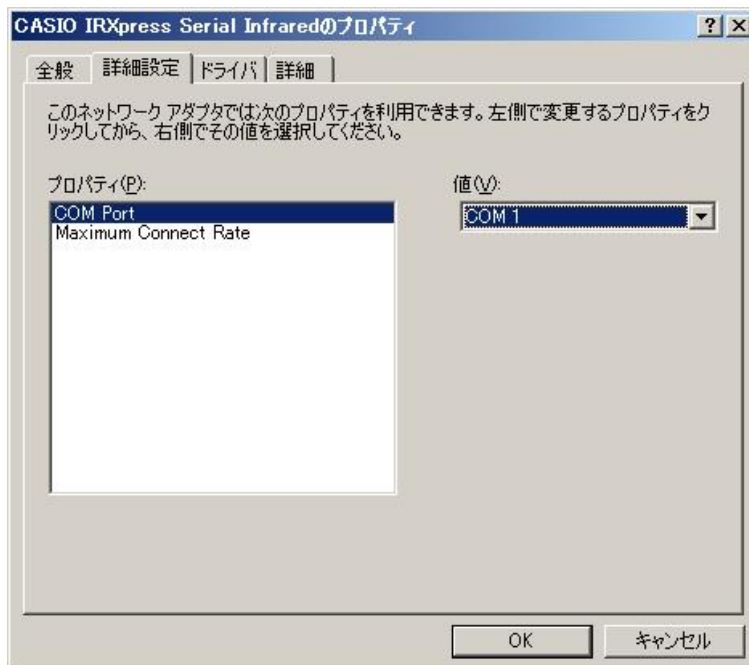 CASIO IRXpress Serial Infraredのプロパティ
全般 詳細設定 ドライバ 詳細
このネットワーク アダプタでは次のプロパティを利用できます。左側で変更するプロパティをク
リックしてから、右側でその値を選択してください。
プロパティ(P): 値(V):
COM Port COM 1
Maximum Connect Rate
OK キャンセル